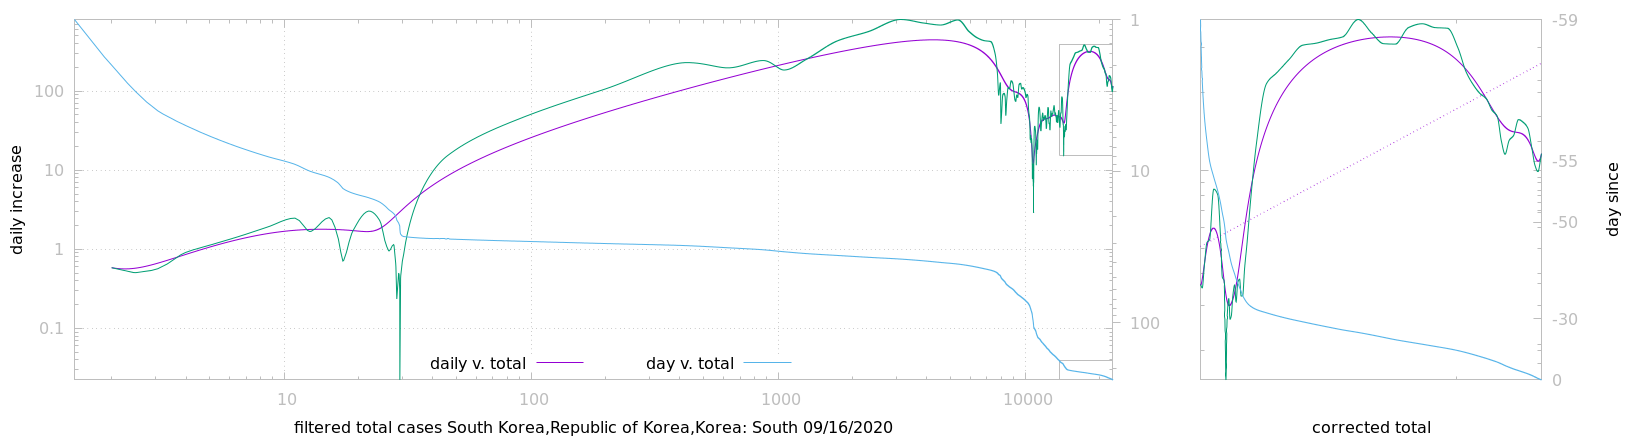 daily increase
100
10
1
0.1
10
100
1000
10000
daily v. total
day v. total
1
10
100
filtered total cases South Korea,Republic of Korea,Korea: South 09/16/2020
-59
-55
-50
-30
0
day since
corrected total